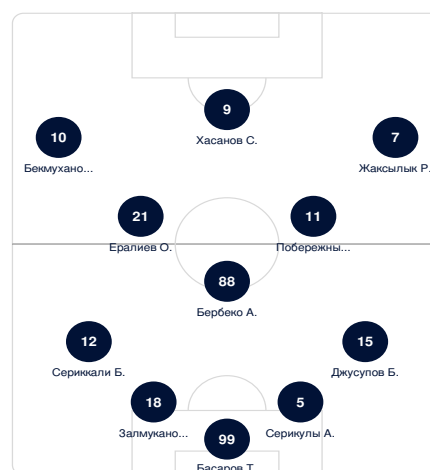 9
Хасанов С.
10
Бекмухано...
7
Жаксылык Р.
21
Ералиев О.
11
Побережны...
88
Бербеко А.
12
Сериккали Б.
15
Джусупов Б.
18
Залмукано...
5
Серикулы А.
99
Басаров Т.